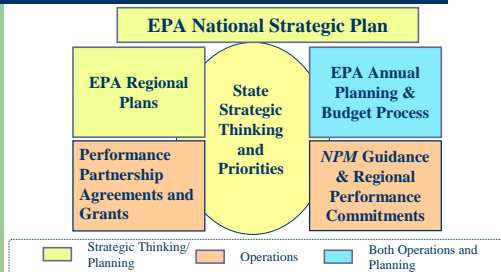 EPA National Strategic Plan
EPA Regional
Plans
State
Strategic
Thinking
and
Priorities
EPA Annual
Planning &
Budget Process
Performance
Partnership
Agreements and
Grants
NPM Guidance
& Regional
Performance
Commitments
Strategic Thinking/
Planning
Operations
Both Operations and
Planning